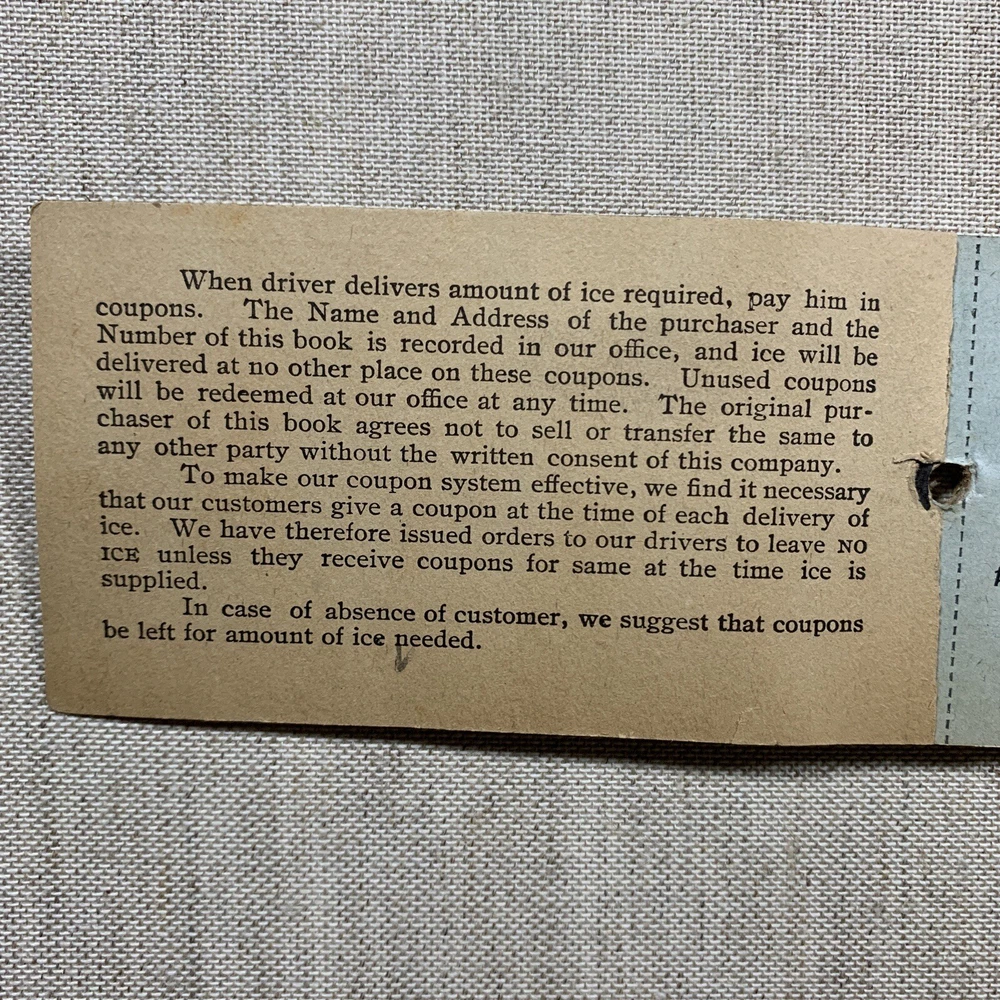 When driver delivers amount of ice required, pay him in
coupons. The Name and Address of the purchaser and the
Number of this book is recorded in our office, and ice will be
delivered at no other place on these coupons. Unused coupons
will be redeemed at our office at any time. The original pur-
chaser of this book agrees not to sell or transfer the same to
any other party without the written consent of this company.
To make our coupon system effective, we find it necessary
that our customers give a coupon at the time of each delivery of
ice. We have therefore issued orders to our drivers to leave NO
ICE unless they receive coupons for same at the time ice is
supplied.
In case of absence of customer, we suggest that coupons
be left for amount of ice needed.